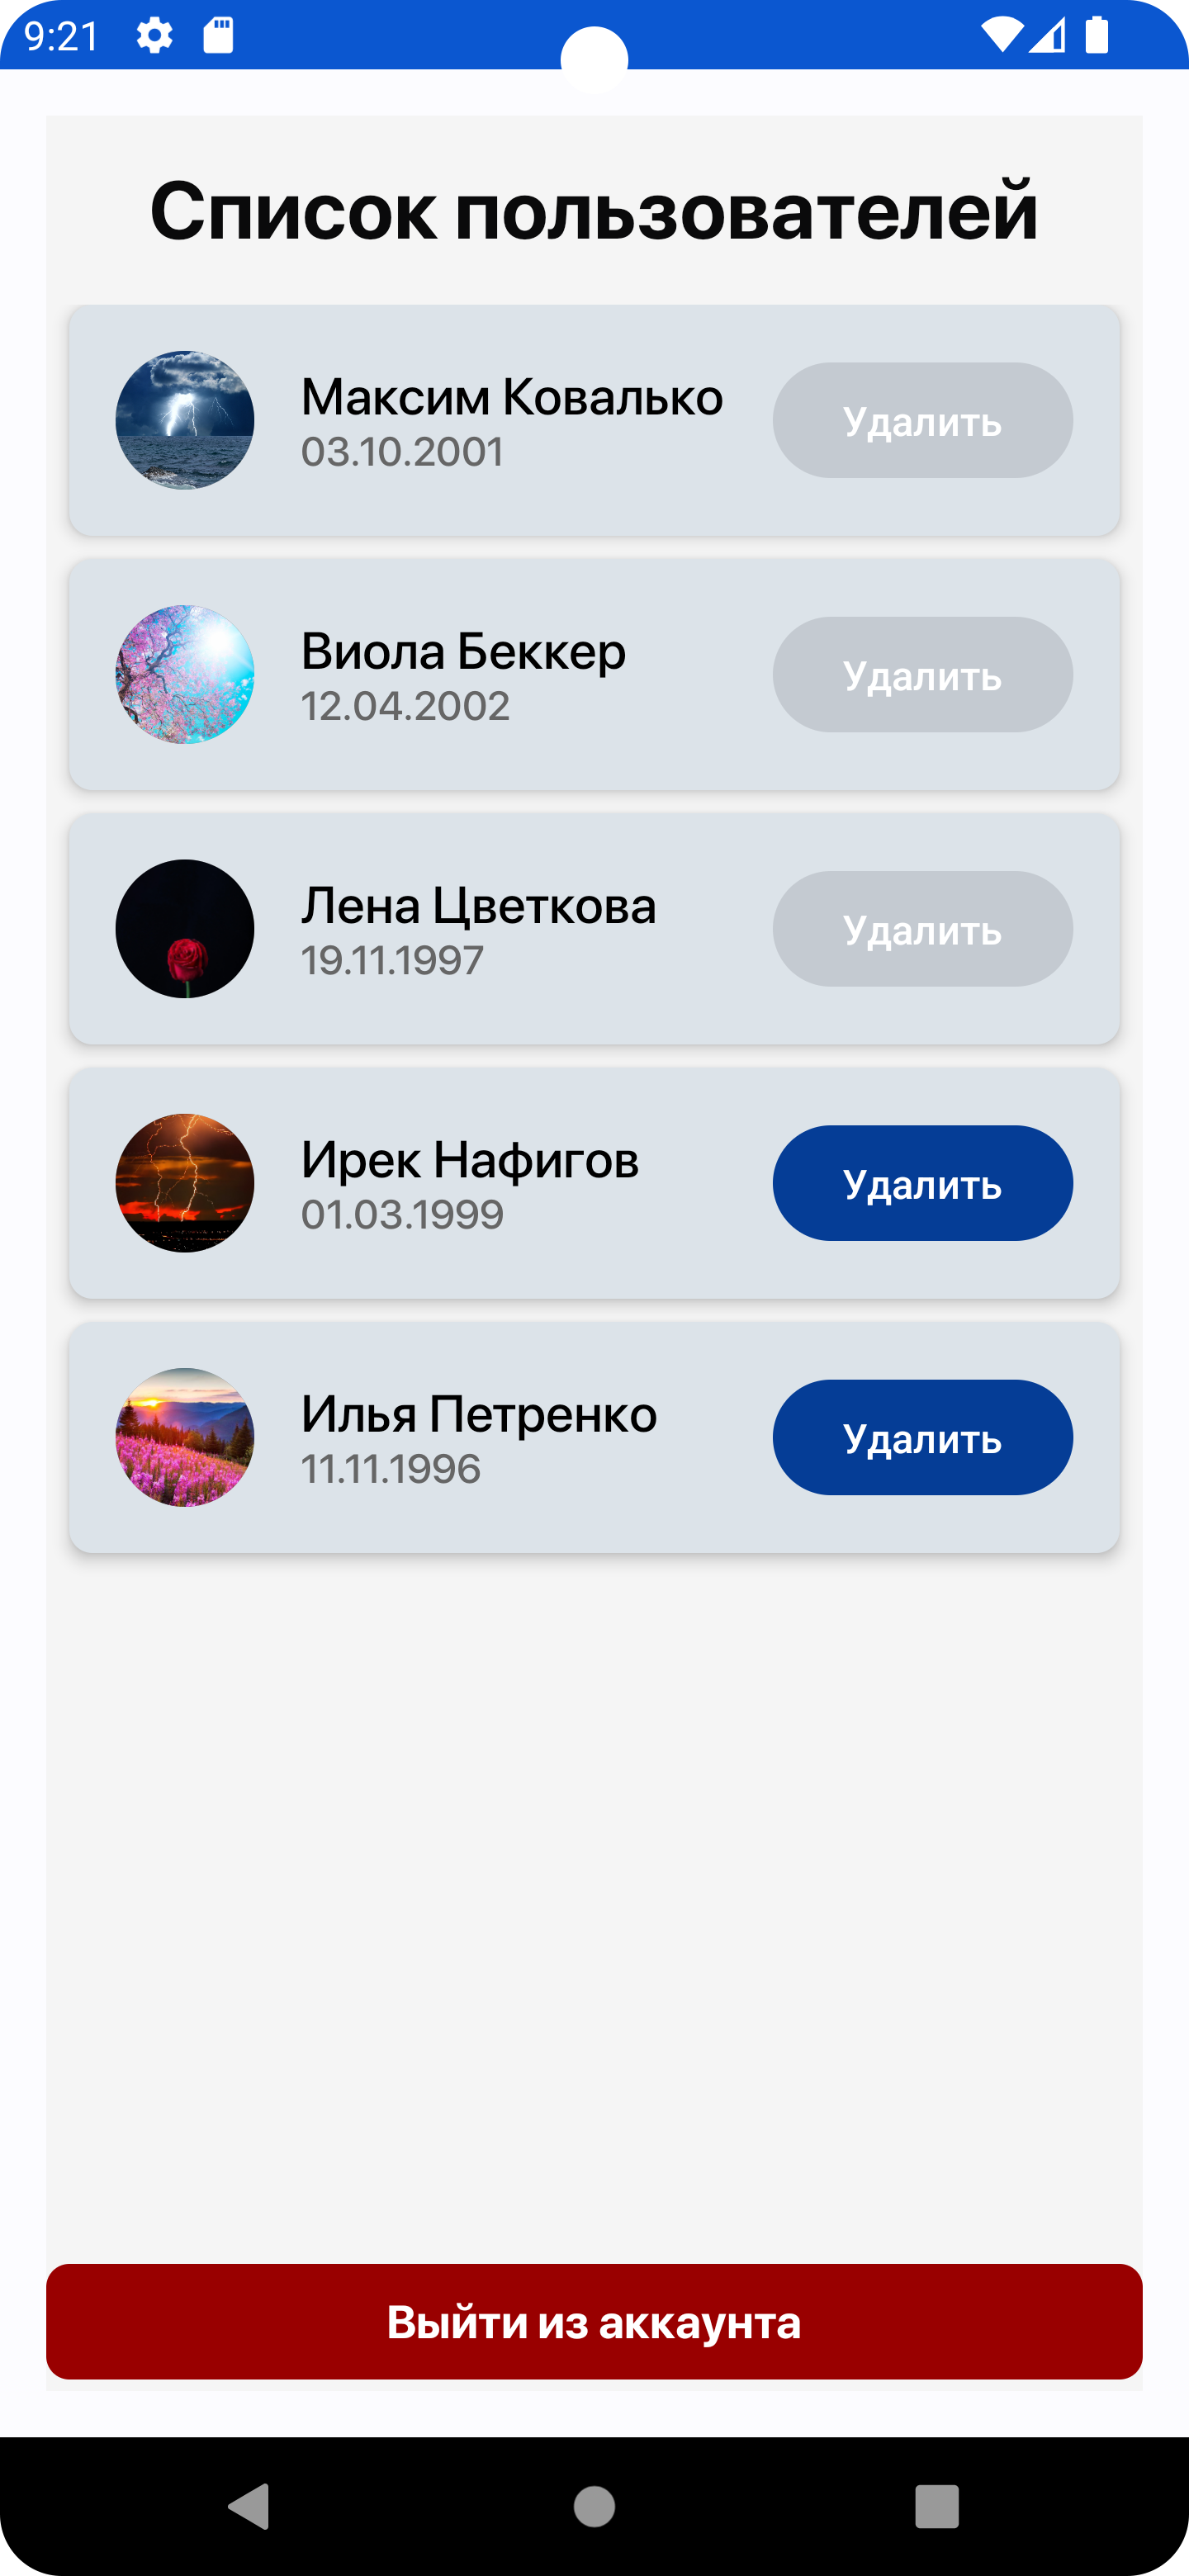 9:21
Список пользователей
Максим Ковалько
03.10.2001
Удалить
Виола Беккер
12.04.2002
Удалить
Лена Цветкова
19.11.1997
Удалить
Ирек Нафигов
01.03.1999
Удалить
Илья Петренко
11.11.1996
Удалить
Выйти из аккаунта